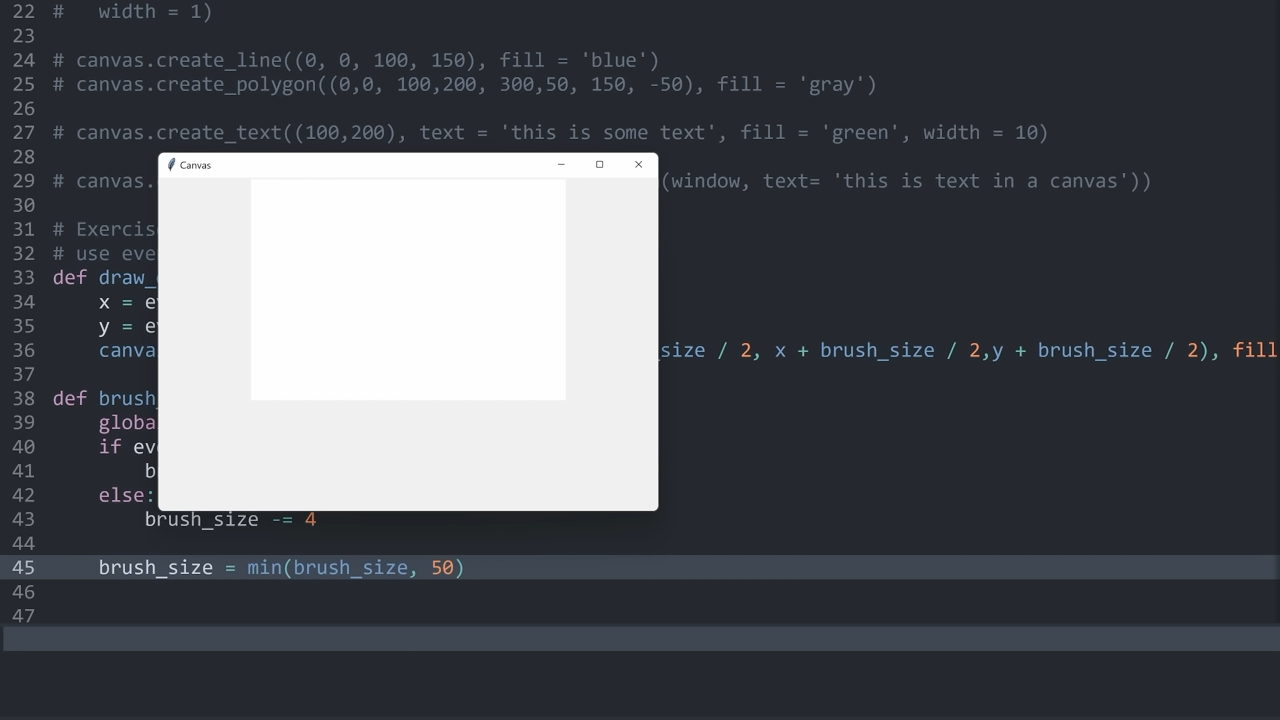 22 #   width = 1)
23
24 # canvas.create_line((0, 0, 100, 150), fill = 'blue')
25 # canvas.create_polygon((0,0, 100,200, 300,50, 150, -50), fill = 'gray')
26
27 # canvas.create_text((100,200), text = 'this is some text', fill = 'green', width = 10)
28
Canvas
29 # canvas. (window, text= 'this is text in a canvas'))
30
31 # Exercis
32 # use eve
33 def draw_
34     x = e
35     y = e
36     canva size / 2, x + brush_size / 2,y + brush_size / 2), fill
37
38 def brush_
39     globa
40     if eve
41         b
42     else:
43         brush_size -= 4
44
45     brush_size = min(brush_size, 50)
46
47